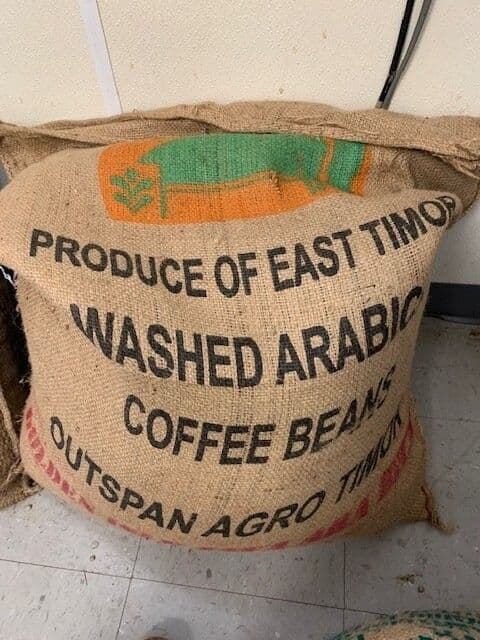 PRODUCE OF EAST TIMOR
WASHED ARABIC
COFFEE BEANS
OUTSPAN AGRO TIMOR